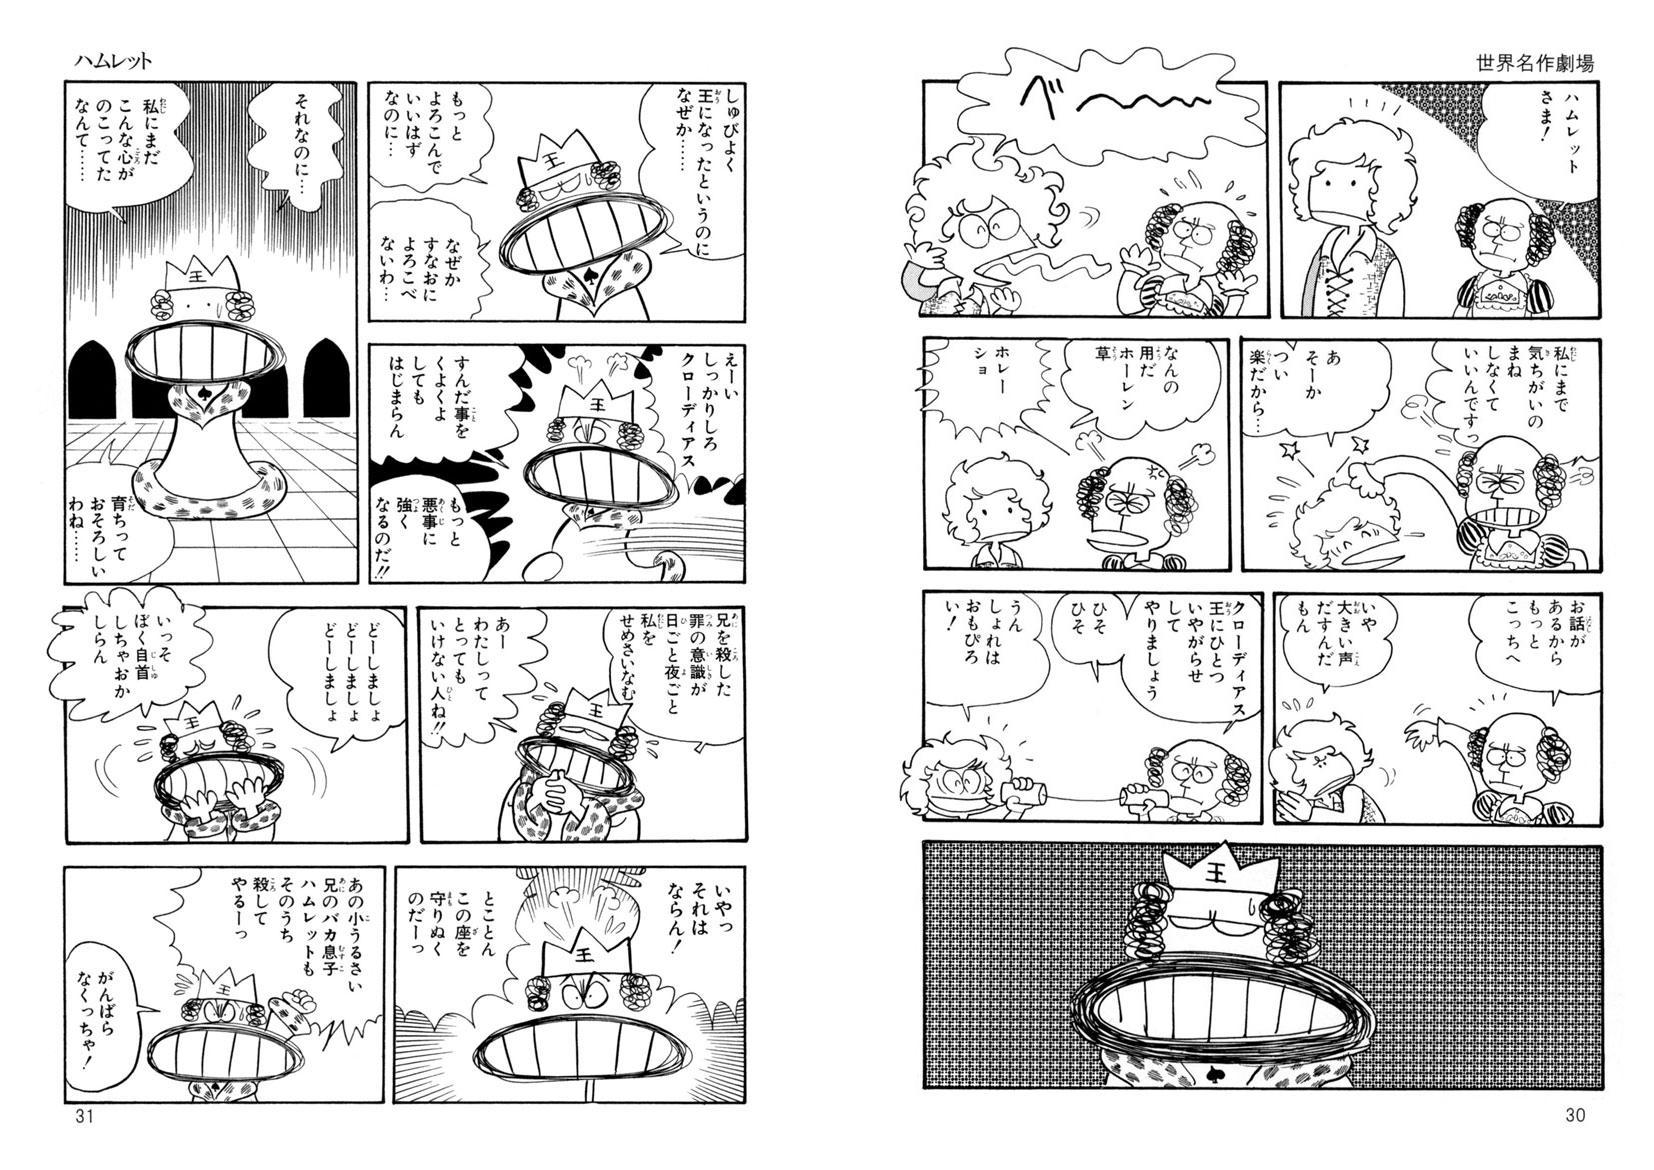 世界名作劇場
ハムレット
さま！
べ〜〜〜
私にまで
気ちがいの
まね
しなくて
いいんですっ
あ
そーか
つい
楽だから…
なんの
用だ
ホーレン
草
ホレー
ショ
お話が
あるから
もっと
こっちへ
いや
大きい声
だすんだ
もん
クローディアス
王にひとつ
いやがらせ
して
やりましょう
ひそ
ひそ
うん
しょれは
おもぴろ
い！
王
30
ハムレット
しゅびよく
王になったというのに
なぜか……
もっと
よろこんで
いいはず
なのに…
なぜか
すなおに
よろこべ
ないわ…
王
えーい
しっかりしろ
クローディアス
すんだ事を
くよくよ
しても
はじまらん
もっと
悪事に
強く
なるのだ!!
王
それなのに…
私にまだ
こんな心が
のこってた
なんて……
王
育ちって
おそろしい
わね……
兄を殺した
罪の意識が
日ごと夜ごと
私を
せめさいなむ
あー
わたしって
とっても
いけない人ね!!
王
どーしましょ
どーしましょ
どーしましょ
いっそ
ぼく自首
しちゃおか
しらん
王
いやっ
それは
ならん！
とことん
この座を
守りぬく
のだーっ
王
あの小うるさい
兄のバカ息子
ハムレットも
そのうち
殺して
やるーっ
王
がんばら
なくっちゃ！
31